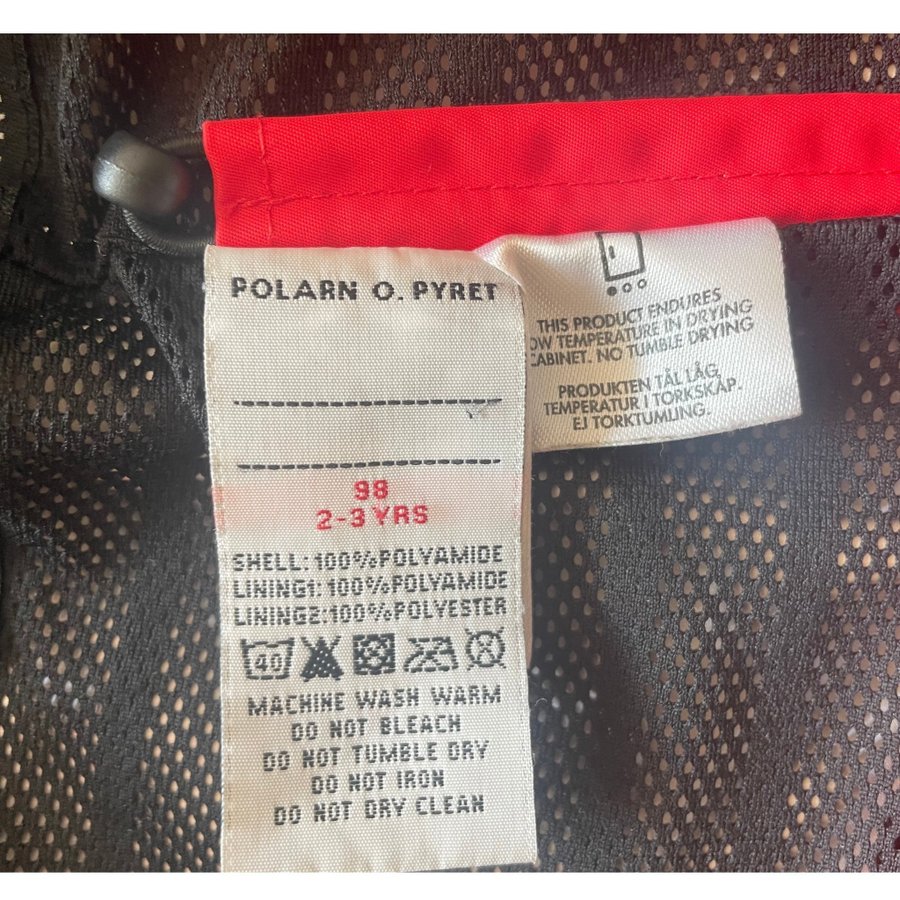 POLARN O. PYRET
98
2-3 YRS
SHELL: 100% POLYAMIDE
LINING1: 100% POLYAMIDE
LINING2: 100% POLYESTER
40
MACHINE WASH WARM
DO NOT BLEACH
DO NOT TUMBLE DRY
DO NOT IRON
DO NOT DRY CLEAN
THIS PRODUCT ENDURES
OW TEMPERATURE IN DRYING
CABINET. NO TUMBLE DRYING
PRODUKTEN TÅL LÅG
TEMPERATUR I TORKSKÅP.
EJ TORKTUMLING.